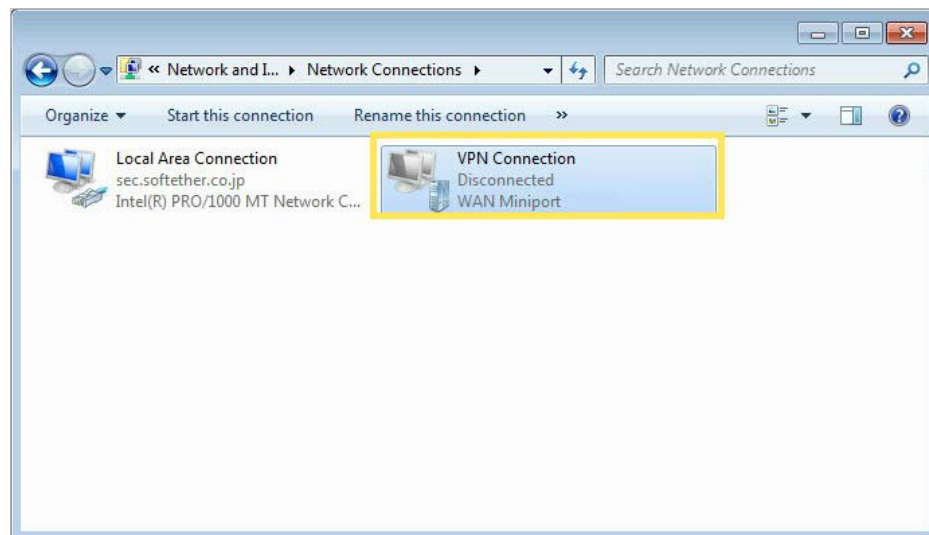 « Network and I... ▸ Network Connections ▸
Search Network Connections
Organize ▾ Start this connection Rename this connection »
Local Area Connection
sec.softether.co.jp
Intel(R) PRO/1000 MT Network C...
VPN Connection
Disconnected
WAN Miniport